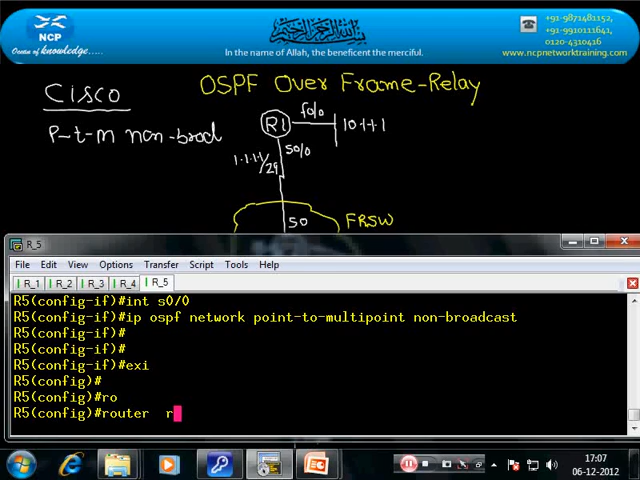 NCP
Ocean of knowledge.....
بسم الله الرحمن الرحيم
In the name of Allah, the beneficent the merciful.
+91-9871481152,
+91-9910111641,
0120-4310416
www.ncpnetworktraining.com
Cisco
OSPF Over Frame-Relay
P-t-m non-broad
R1
f0/0
10.1.1.1
S0/0
1.1.1.1/29
S0
FRSW
R_5
File Edit View Options Transfer Script Tools Help
R_1 R_2 R_3 R_4 R_5
R5(config-if)#int s0/0
R5(config-if)#ip ospf network point-to-multipoint non-broadcast
R5(config-if)#
R5(config-if)#
R5(config-if)#exi
R5(config)#
R5(config)#ro
R5(config)#router  r
17:07
06-12-2012